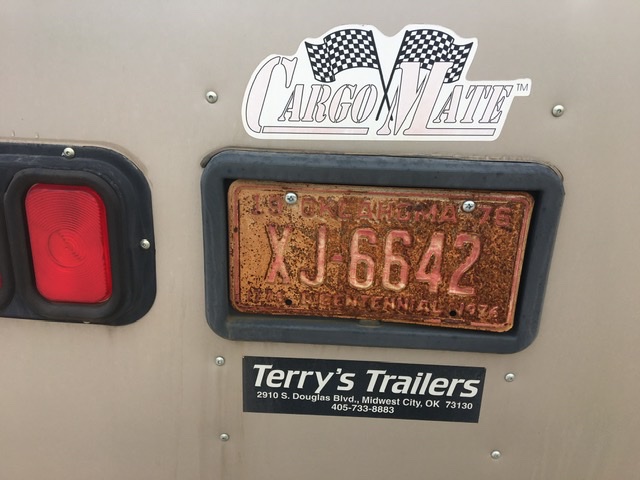 CARGO MATE™
19 OKLAHOMA 76
XJ-6642
BICENTENNIAL 1976
Terry's Trailers
2910 S. Douglas Blvd., Midwest City, OK 73130
405-733-8883